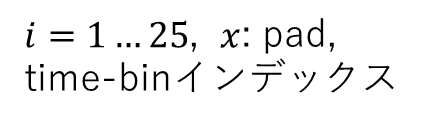 i = 1 … 25, x: pad,
time-binインデックス